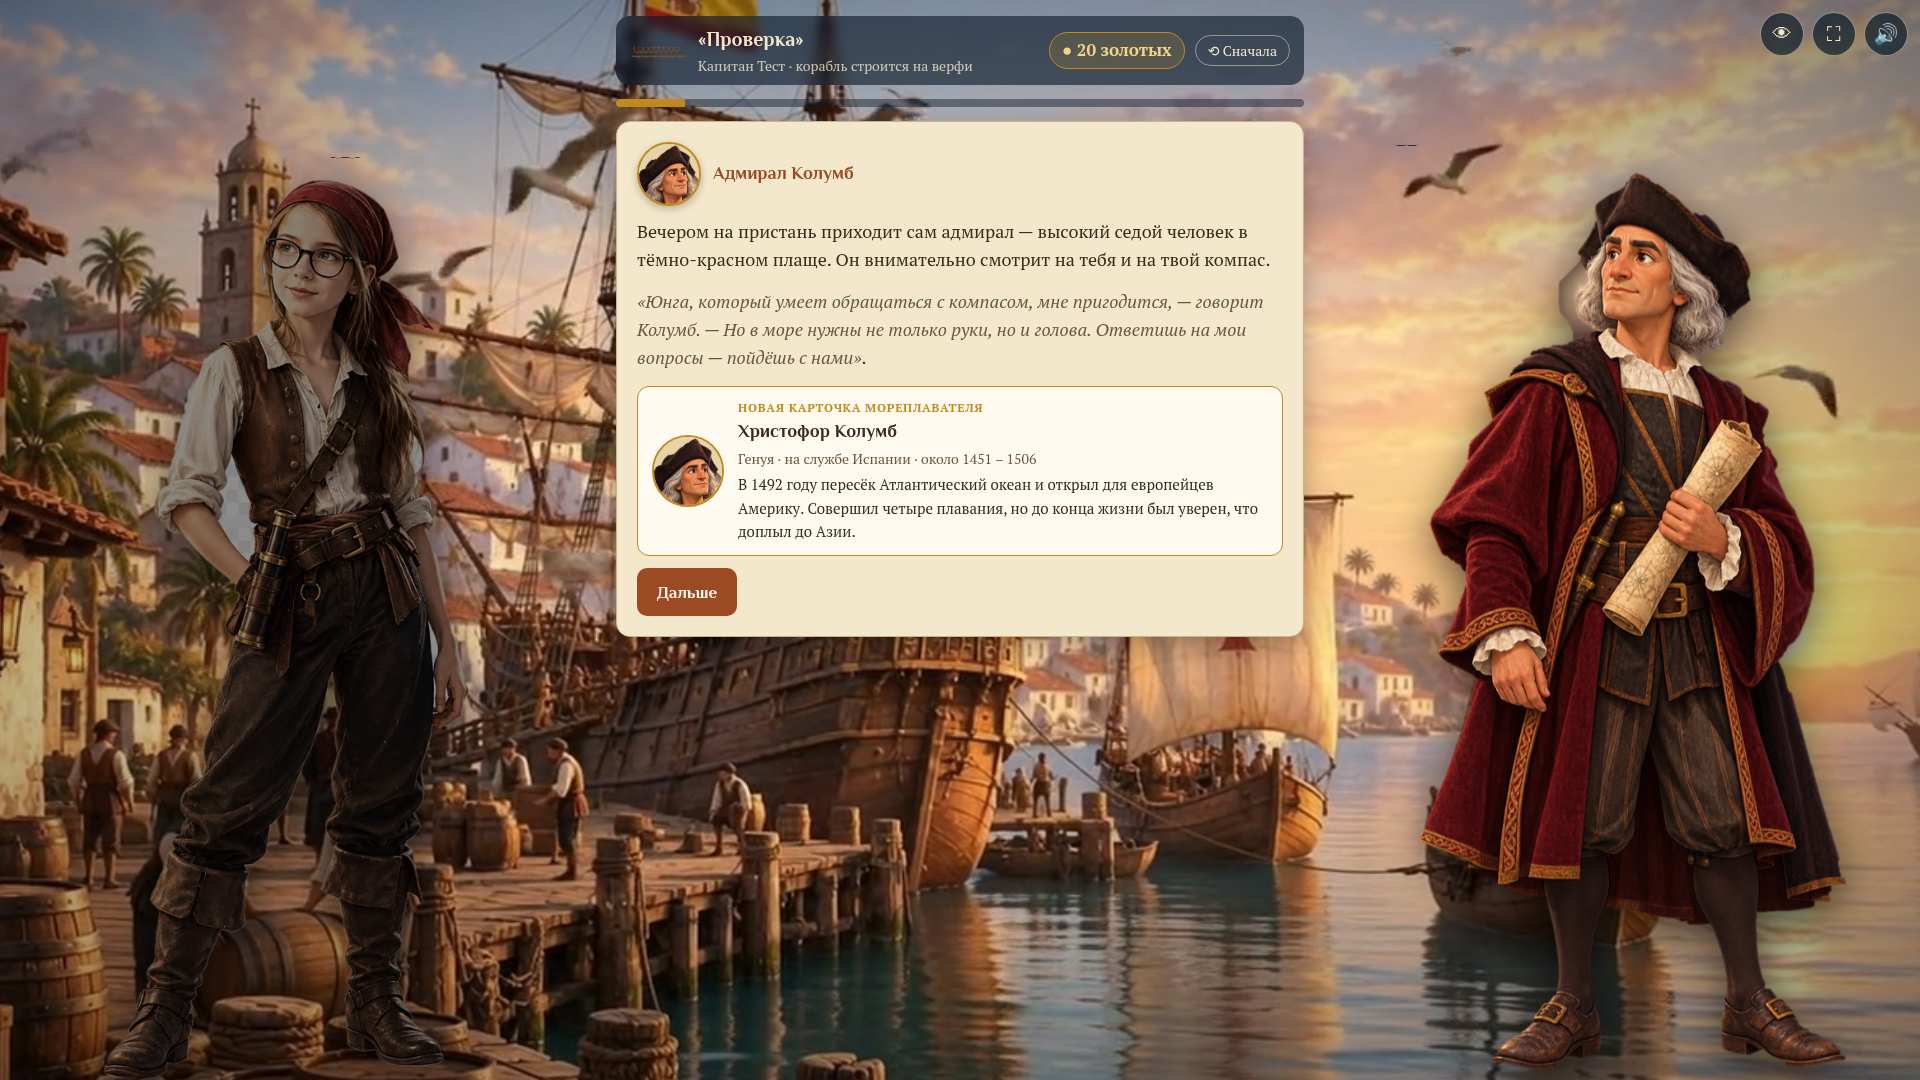 «Проверка»
Капитан Тест · корабль строится на верфи
● 20 золотых
⟲ Сначала
Адмирал Колумб
Вечером на пристань приходит сам адмирал — высокий седой человек в
тёмно-красном плаще. Он внимательно смотрит на тебя и на твой компас.
«Юнга, который умеет обращаться с компасом, мне пригодится, — говорит
Колумб. — Но в море нужны не только руки, но и голова. Ответишь на мои
вопросы — пойдёшь с нами».
НОВАЯ КАРТОЧКА МОРЕПЛАВАТЕЛЯ
Христофор Колумб
Генуя · на службе Испании · около 1451 – 1506
В 1492 году пересёк Атлантический океан и открыл для европейцев
Америку. Совершил четыре плавания, но до конца жизни был уверен, что
доплыл до Азии.
Дальше